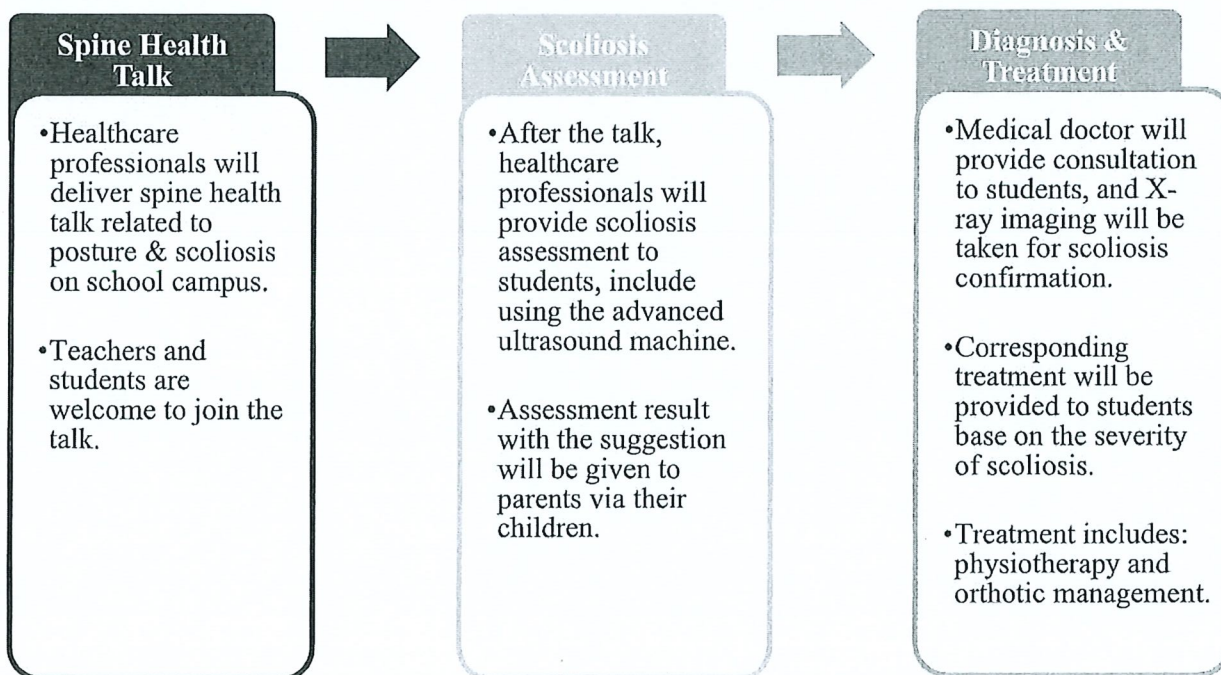 Spine Health
Talk
•Healthcare
professionals will
deliver spine health
talk related to
posture & scoliosis
on school campus.
•Teachers and
students are
welcome to join the
talk.
Scoliosis
Assessment
•After the talk,
healthcare
professionals will
provide scoliosis
assessment to
students, include
using the advanced
ultrasound machine.
•Assessment result
with the suggestion
will be given to
parents via their
children.
Diagnosis &
Treatment
•Medical doctor will
provide consultation
to students, and X-
ray imaging will be
taken for scoliosis
confirmation.
•Corresponding
treatment will be
provided to students
base on the severity
of scoliosis.
•Treatment includes:
physiotherapy and
orthotic management.